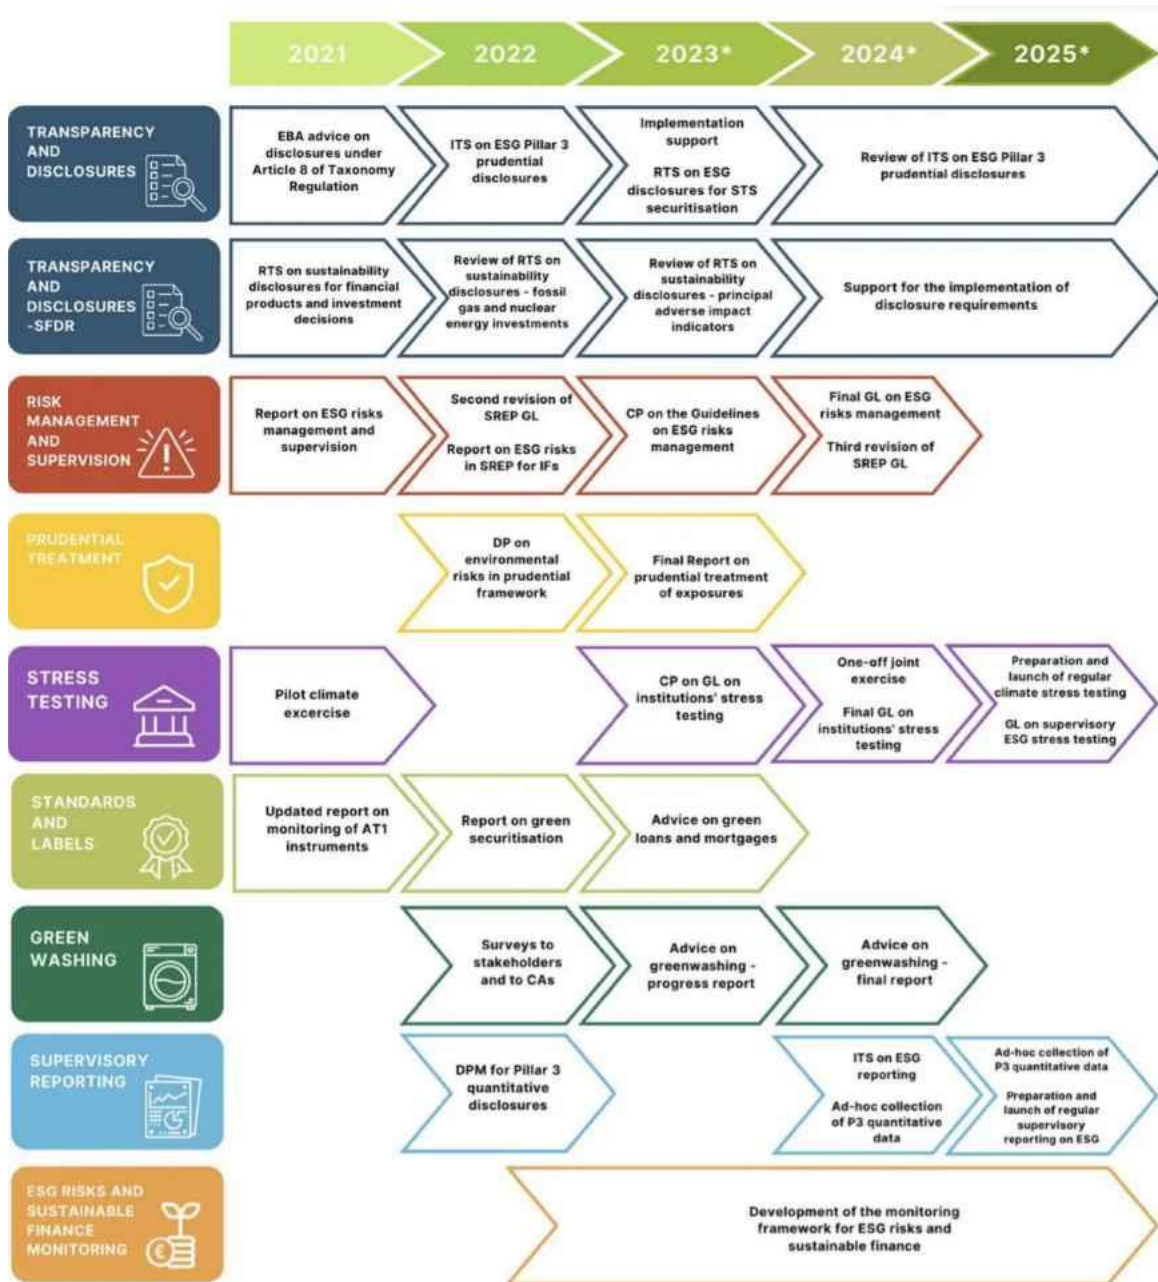 2021
2022
2023*
2024*
2025*
TRANSPARENCY
AND
DISCLOSURES
EBA advice on
disclosures under
Article 8 of Taxonomy
Regulation
ITS on ESG Pillar 3
prudential
disclosures
Implementation
support
RTS on ESG
disclosures for STS
securitisation
Review of ITS on ESG Pillar 3
prudential disclosures
TRANSPARENCY
AND
DISCLOSURES
-SFDR
RTS on sustainability
disclosures for financial
products and investment
decisions
Review of RTS on
sustainability
disclosures - fossil
gas and nuclear
energy investments
Review of RTS on
sustainability
disclosures - principal
adverse impact
indicators
Support for the implementation of
disclosure requirements
RISK
MANAGEMENT
AND
SUPERVISION
Report on ESG risks
management and
supervision
Second revision of
SREP GL
Report on ESG risks
in SREP for IFs
CP on the Guidelines
on ESG risks
management
Final GL on ESG
risks management
Third revision of
SREP GL
PRUDENTIAL
TREATMENT
DP on
environmental
risks in prudential
framework
Final Report on
prudential treatment
of exposures
STRESS
TESTING
Pilot climate
excercise
CP on GL on
institutions' stress
testing
One-off joint
exercise
Final GL on
institutions' stress
testing
Preparation and
launch of regular
climate stress testing
GL on supervisory
ESG stress testing
STANDARDS
AND
LABELS
Updated report on
monitoring of AT1
instruments
Report on green
securitisation
Advice on green
loans and mortgages
GREEN
WASHING
Surveys to
stakeholders
and to CAs
Advice on
greenwashing -
progress report
Advice on
greenwashing -
final report
SUPERVISORY
REPORTING
DPM for Pillar 3
quantitative
disclosures
ITS on ESG
reporting
Ad-hoc collection
of P3 quantitative
data
Ad-hoc collection of
P3 quantitative data
Preparation and
launch of regular
supervisory
reporting on ESG
ESG RISKS AND
SUSTAINABLE
FINANCE
MONITORING
€
Development of the monitoring
framework for ESG risks and
sustainable finance